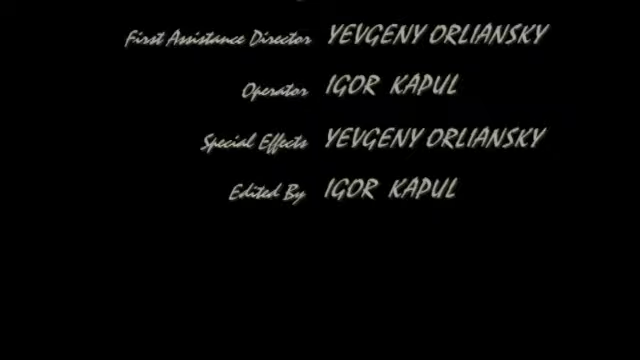 First Assistance Director YEVGENY ORLIANSKY
Operator IGOR KAPUL
Special Effects YEVGENY ORLIANSKY
Edited By IGOR KAPUL